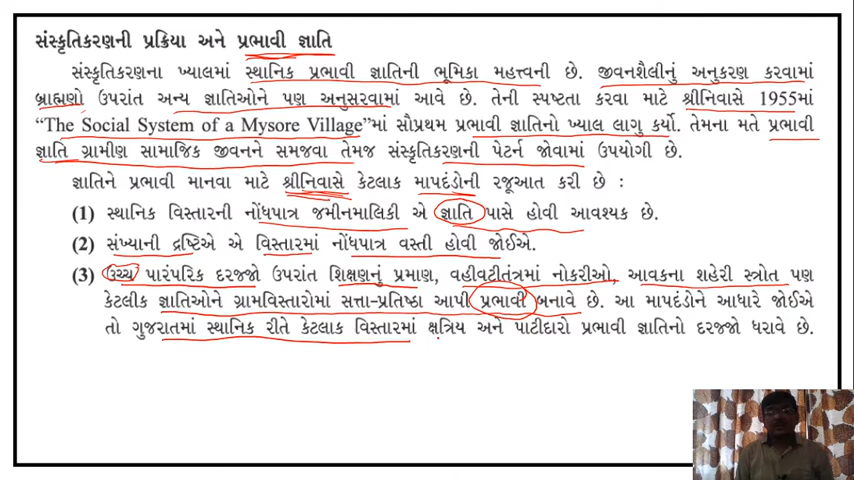 સંસ્કૃતિકરણની પ્રક્રિયા અને પ્રભાવી જ્ઞાતિ
સંસ્કૃતિકરણના ખ્યાલમાં સ્થાનિક પ્રભાવી જ્ઞાતિની ભૂમિકા મહત્ત્વની છે. જીવનશૈલીનું અનુકરણ કરવામાં
બ્રાહ્મણો ઉપરાંત અન્ય જ્ઞાતિઓને પણ અનુસરવામાં આવે છે. તેની સ્પષ્ટતા કરવા માટે શ્રીનિવાસે 1955માં
“The Social System of a Mysore Village”માં સૌપ્રથમ પ્રભાવી જ્ઞાતિનો ખ્યાલ લાગુ કર્યો. તેમના મતે પ્રભાવી
જ્ઞાતિ ગ્રામીણ સામાજિક જીવનને સમજવા તેમજ સંસ્કૃતિકરણની પેટર્ન જોવામાં ઉપયોગી છે.
જ્ઞાતિને પ્રભાવી માનવા માટે શ્રીનિવાસે કેટલાક માપદંડોની રજૂઆત કરી છે :
(1) સ્થાનિક વિસ્તારની નોંધપાત્ર જમીનમાલિકી એ જ્ઞાતિ પાસે હોવી આવશ્યક છે.
(2) સંખ્યાની દ્રષ્ટિએ એ વિસ્તારમાં નોંધપાત્ર વસ્તી હોવી જોઈએ.
(3) ઉચ્ચ પારંપરિક દરજ્જો ઉપરાંત શિક્ષણનું પ્રમાણ, વહીવટીતંત્રમાં નોકરીઓ, આવકના શહેરી સ્ત્રોત પણ
કેટલીક જ્ઞાતિઓને ગ્રામવિસ્તારોમાં સત્તા-પ્રતિષ્ઠા આપી પ્રભાવી બનાવે છે. આ માપદંડોને આધારે જોઈએ
તો ગુજરાતમાં સ્થાનિક રીતે કેટલાક વિસ્તારમાં ક્ષત્રિય અને પાટીદારો પ્રભાવી જ્ઞાતિનો દરજ્જો ધરાવે છે.